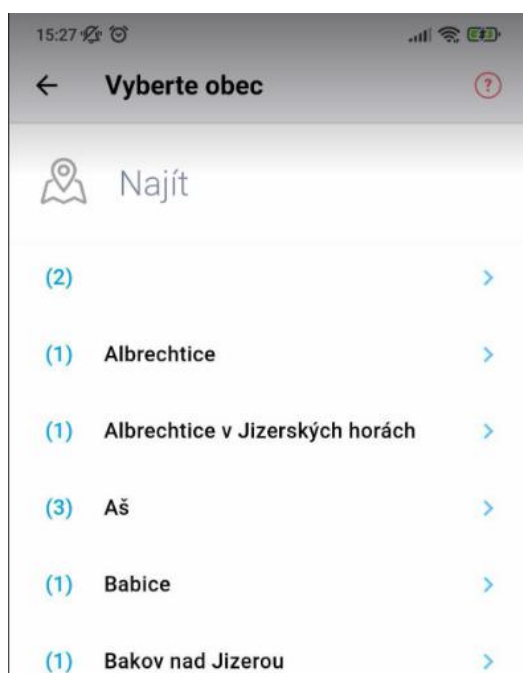 15:27
Vyberte obec
?
Najít
(2)
(1) Albrechtice
(1) Albrechtice v Jizerských horách
(3) Aš
(1) Babice
(1) Bakov nad Jizerou